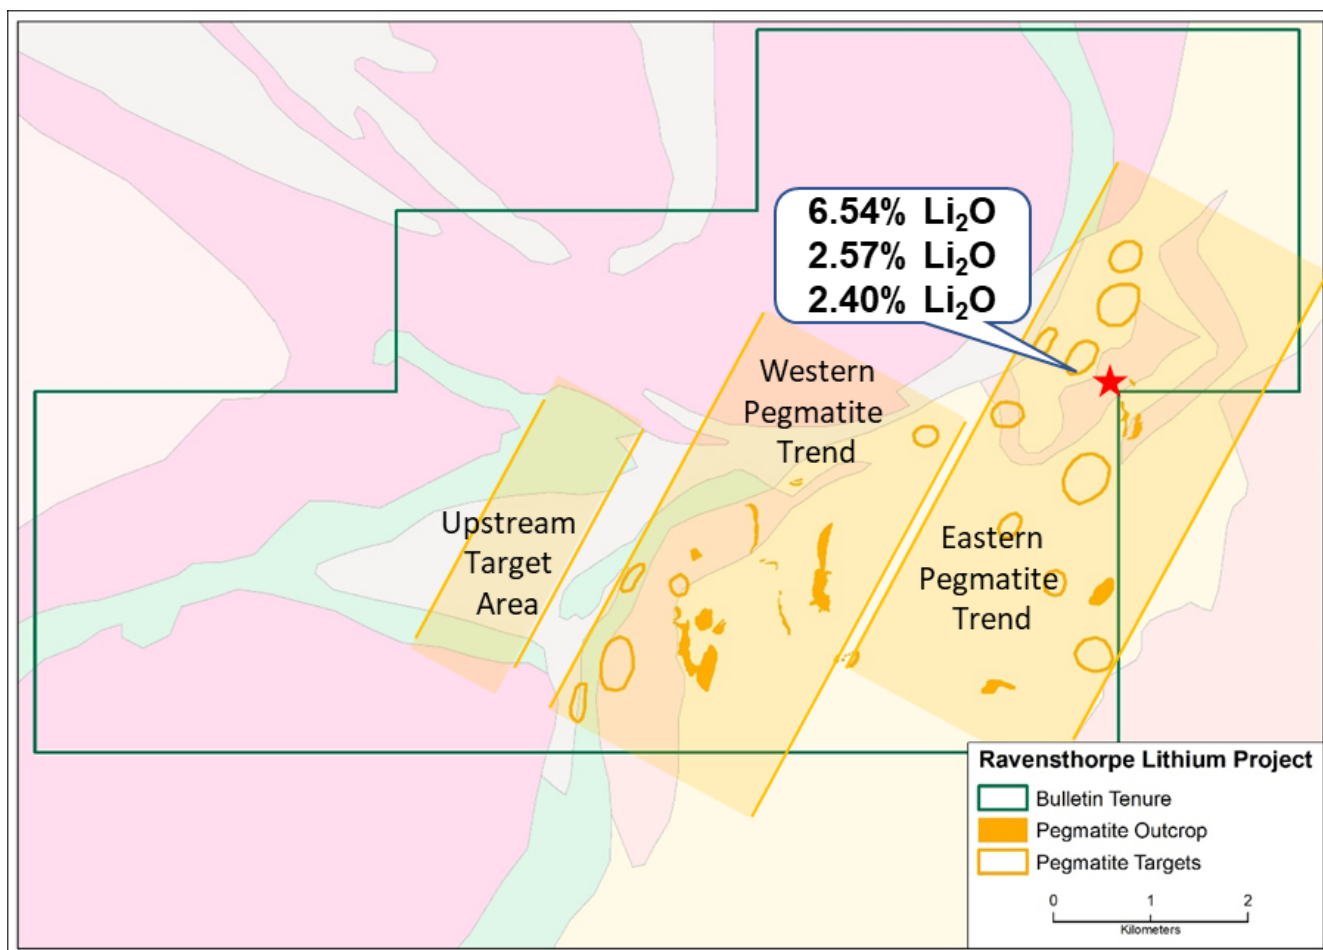 6.54% Li₂O
2.57% Li₂O
2.40% Li₂O
Western
Pegmatite
Trend
Upstream
Target
Area
Eastern
Pegmatite
Trend
Ravensthorpe Lithium Project
Bulletin Tenure
Pegmatite Outcrop
Pegmatite Targets
0 1 2
Kilometers